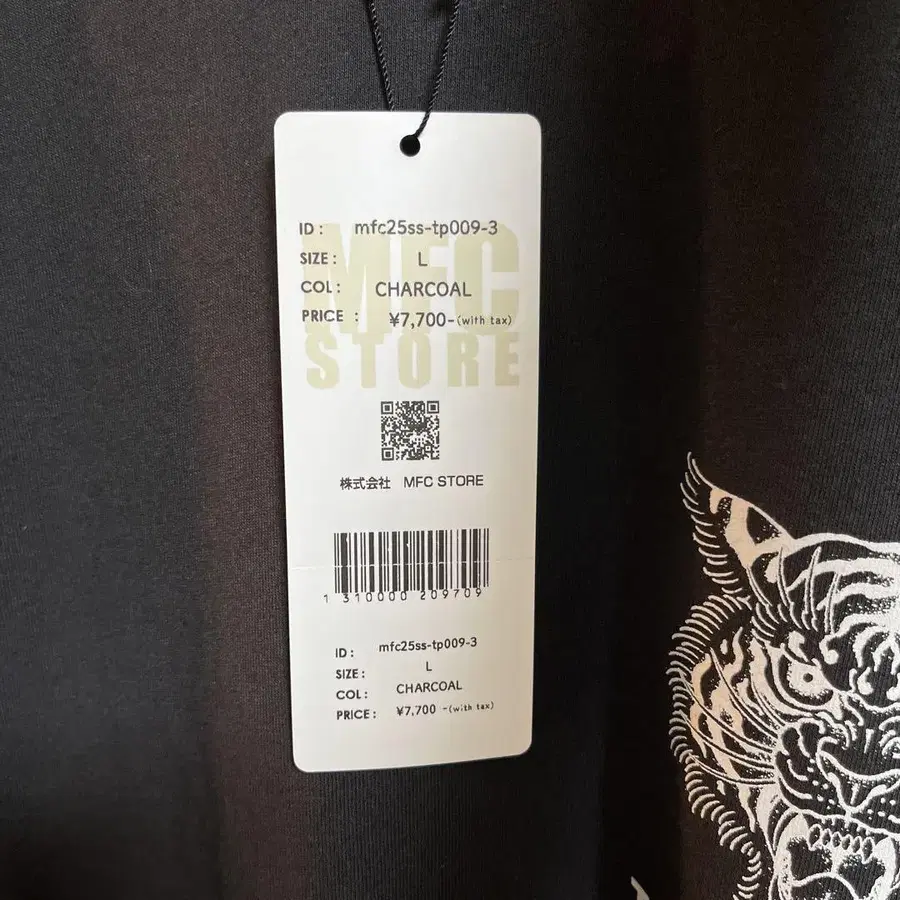 ID : mfc25ss-tp009-3
SIZE : L
COL : CHARCOAL
PRICE : ¥7,700-(with tax)
MFC
STORE
株式会社 MFC STORE
1 310000 209709
ID : mfc25ss-tp009-3
SIZE : L
COL : CHARCOAL
PRICE : ¥7,700 -(with tax)